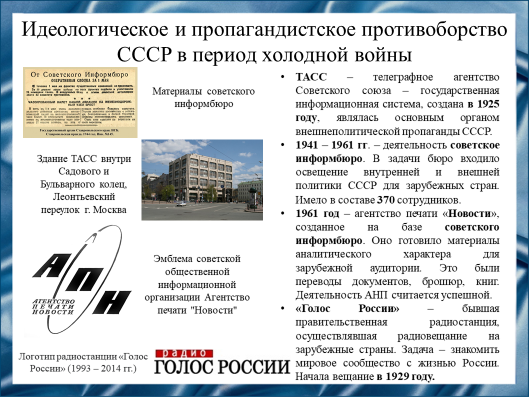 Идеологическое и пропагандистское противоборство
СССР в период холодной войны
От Советского Информбюро
Материалы советского
информбюро
Здание ТАСС внутри
Садового и
Бульварного колец,
Леонтьевский
переулок г. Москва
АПН
АГЕНТСТВО
ПЕЧАТИ
НОВОСТИ
Эмблема советской
общественной
информационной
организации Агентство
печати "Новости"
Логотип радиостанции «Голос
России» (1993 – 2014 гг.)
радио
ГОЛОС РОССИИ
• ТАСС – телеграфное агентство
Советского союза – государственная
информационная система, создана в 1925
году, являлась основным органом
внешнеполитической пропаганды СССР.
• 1941 – 1961 гг. – деятельность советское
информбюро. В задачи бюро входило
освещение внутренней и внешней
политики СССР для зарубежных стран.
Имело в составе 370 сотрудников.
• 1961 год – агентство печати «Новости»,
созданное на базе советского
информбюро. Оно готовило материалы
аналитического характера для
зарубежной аудитории. Это были
переводы документов, брошюр, книг.
Деятельность АНП считается успешной.
• «Голос России» – бывшая
правительственная радиостанция,
осуществлявшая радиовещание на
зарубежные страны. Задача – знакомить
мировое сообщество с жизнью России.
Начала вещание в 1929 году.